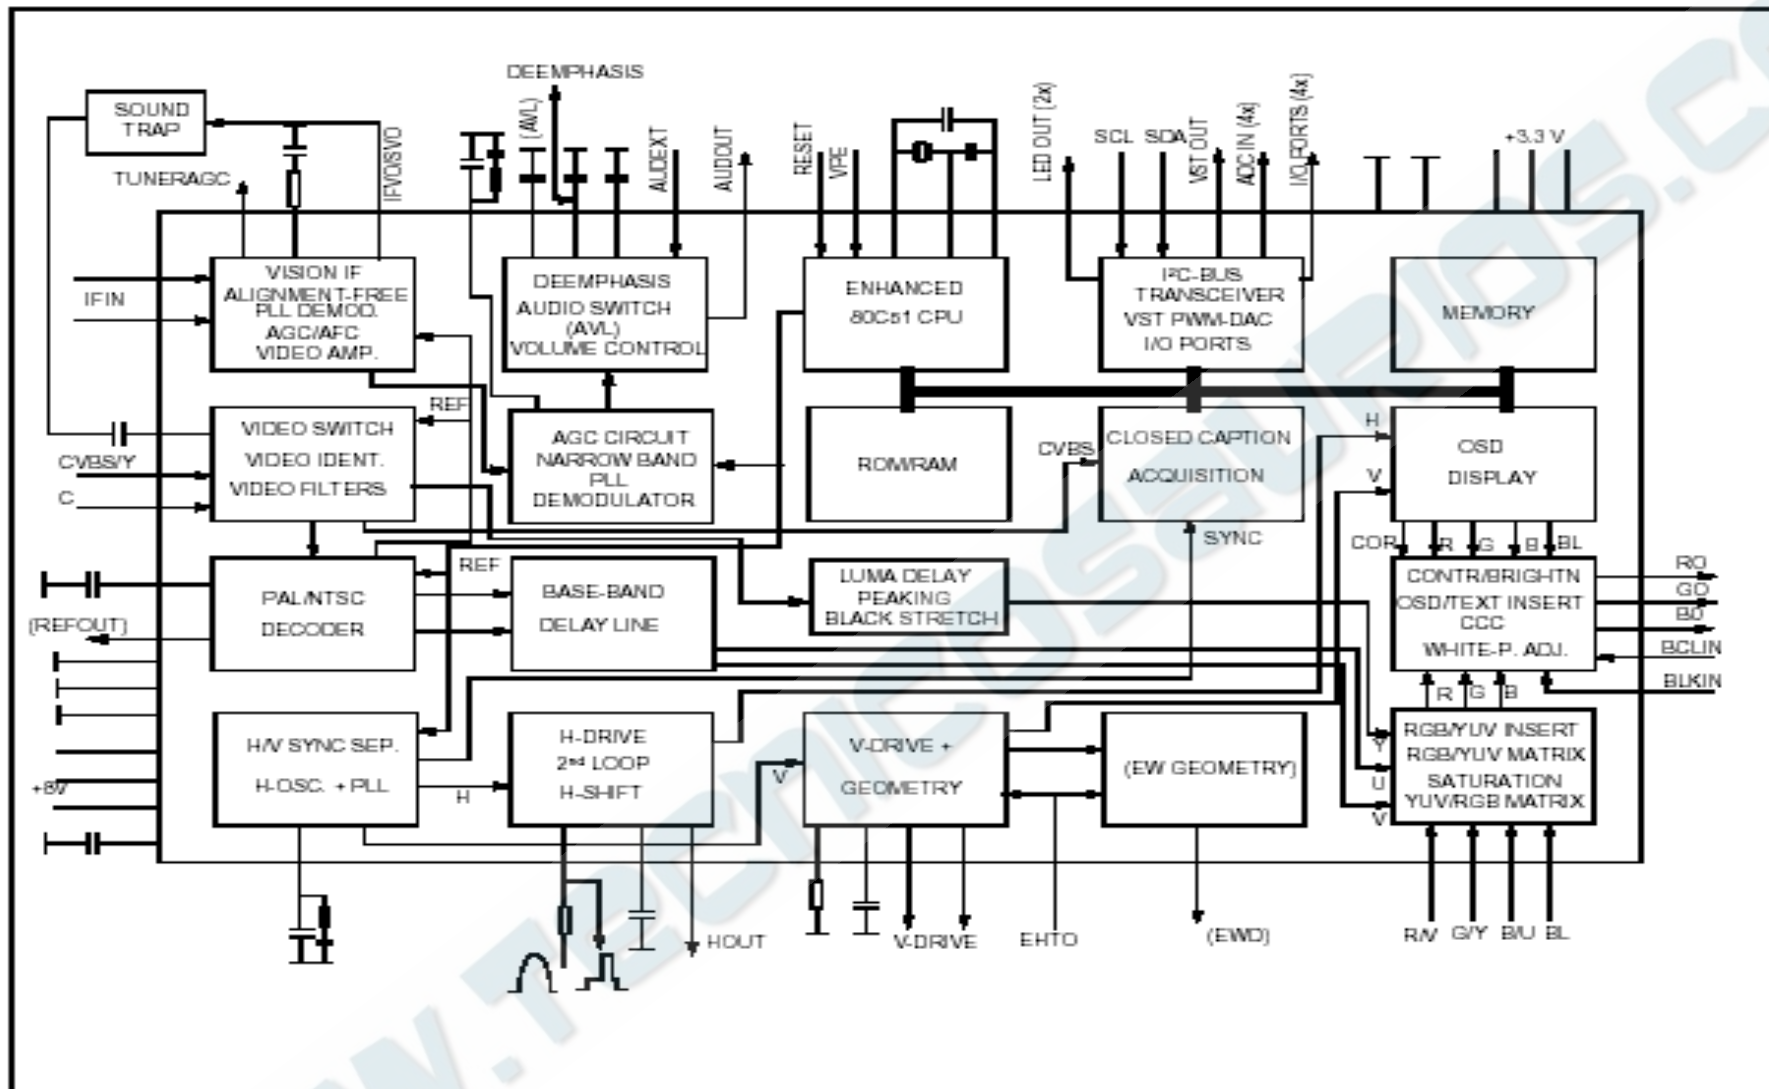 DEEMPHASIS
SOUND
TRAP
TUNERAGC
IFVO/SVO
(AVL)
AUDEXT
AUDOUT
RESET
VPE
LED OUT (2x)
SCL SDA
VST OUT
ADC IN (4x)
I/O PORTS (4x)
+3.3 V
IFIN
VISION IF
ALIGNMENT-FREE
PLL DEMOD.
AGC/AFC
VIDEO AMP.
DEEMPHASIS
AUDIO SWITCH
(AVL)
VOLUME CONTROL
ENHANCED
80C51 CPU
I²C-BUS
TRANSCEIVER
VST PWM-DAC
I/O PORTS
MEMORY
REF
CVBS/Y
C
VIDEO SWITCH
VIDEO IDENT.
VIDEO FILTERS
AGC CIRCUIT
NARROW BAND
PLL
DEMODULATOR
ROM/RAM
CVBS
CLOSED CAPTION
ACQUISITION
SYNC
H
V
OSD
DISPLAY
COR R G B BL
REF
(REFOUT)
PAL/NTSC
DECODER
BASE-BAND
DELAY LINE
LUMA DELAY
PEAKING
BLACK STRETCH
CONTR/BRIGHTN
OSD/TEXT INSERT
CCC
WHITE-P. ADJ.
RO
GO
BO
BCLIN
BLKIN
R G B
+8V
H/V SYNC SEP.
H-OSC. + PLL
H
H-DRIVE
2nd LOOP
H-SHIFT
V
V-DRIVE +
GEOMETRY
(EW GEOMETRY)
Y
U
V
RGB/YUV INSERT
RGB/YUV MATRIX
SATURATION
YUV/RGB MATRIX
HOUT
V-DRIVE
EHTO
(EWD)
R/V G/Y B/U BL
WWW.TECNICOSAURIOS.CO